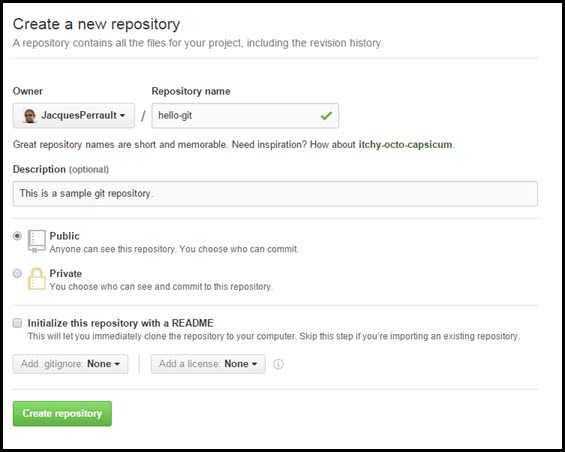 Create a new repository
A repository contains all the files for your project, including the revision history.
Owner
Repository name
JacquesPerrault
/
hello-git
Great repository names are short and memorable. Need inspiration? How about itchy-octo-capsicum.
Description (optional)
This is a sample git repository.
Public
Anyone can see this repository. You choose who can commit.
Private
You choose who can see and commit to this repository.
Initialize this repository with a README
This will let you immediately clone the repository to your computer. Skip this step if you're importing an existing repository.
Add .gitignore: None
Add a license: None
Create repository